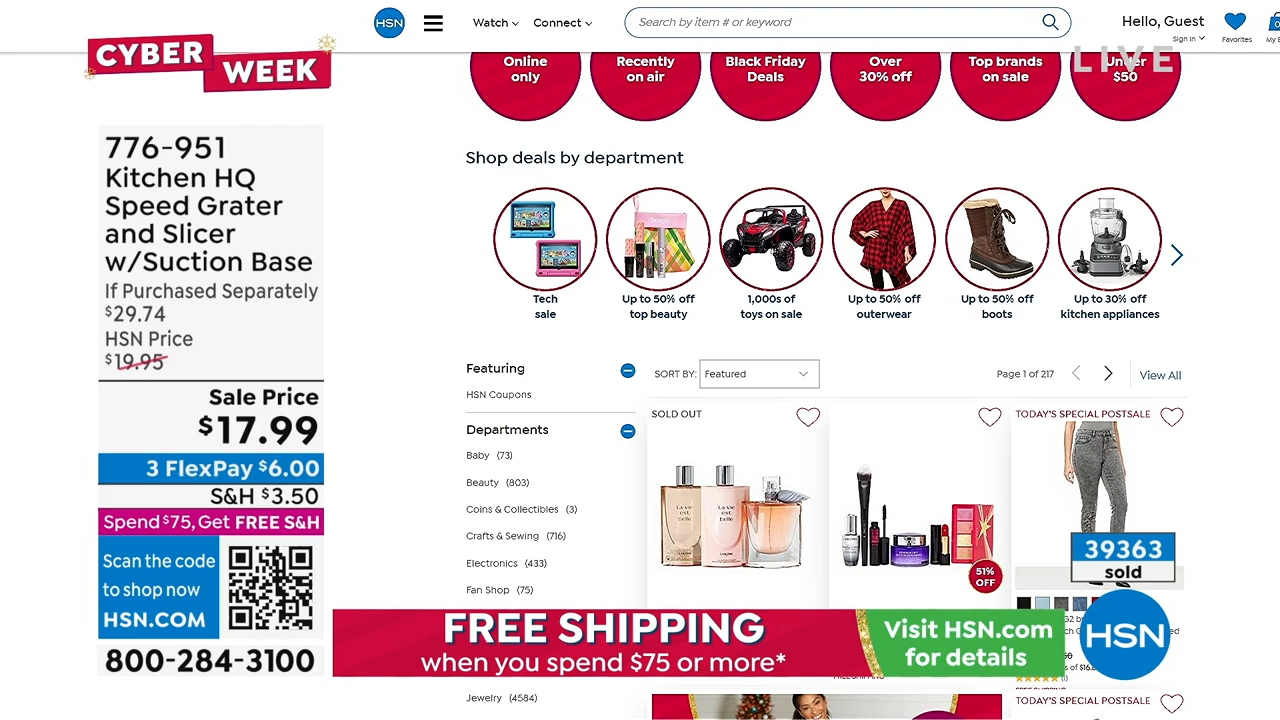 HSN
Watch
Connect
Search by item # or keyword
Hello, Guest
Sign In
Favorites
LIVE
CYBER
WEEK
Online
only
Recently
on air
Black Friday
Deals
Over
30% off
Top brands
on sale
Under
$50
776-951
Kitchen HQ
Speed Grater
and Slicer
w/Suction Base
If Purchased Separately
$29.74
HSN Price
$19.95
Sale Price
$17.99
3 FlexPay $6.00
S&H $3.50
Spend $75, Get FREE S&H
Scan the code
to shop now
HSN.COM
800-284-3100
Shop deals by department
Tech
sale
Up to 50% off
top beauty
1,000s of
toys on sale
Up to 50% off
outerwear
Up to 50% off
boots
Up to 30% off
kitchen appliances
Featuring
HSN Coupons
SORT BY: Featured
Page 1 of 217
View All
Departments
Baby (73)
Beauty (803)
Coins & Collectibles (3)
Crafts & Sewing (716)
Electronics (433)
Fan Shop (75)
Jewelry (4584)
SOLD OUT
La vie
est
belle
La vie
est
belle
51%
OFF
TODAY'S SPECIAL POSTSALE
39363
sold
FREE SHIPPING
when you spend $75 or more*
Visit HSN.com
for details
HSN
TODAY'S SPECIAL POSTSALE